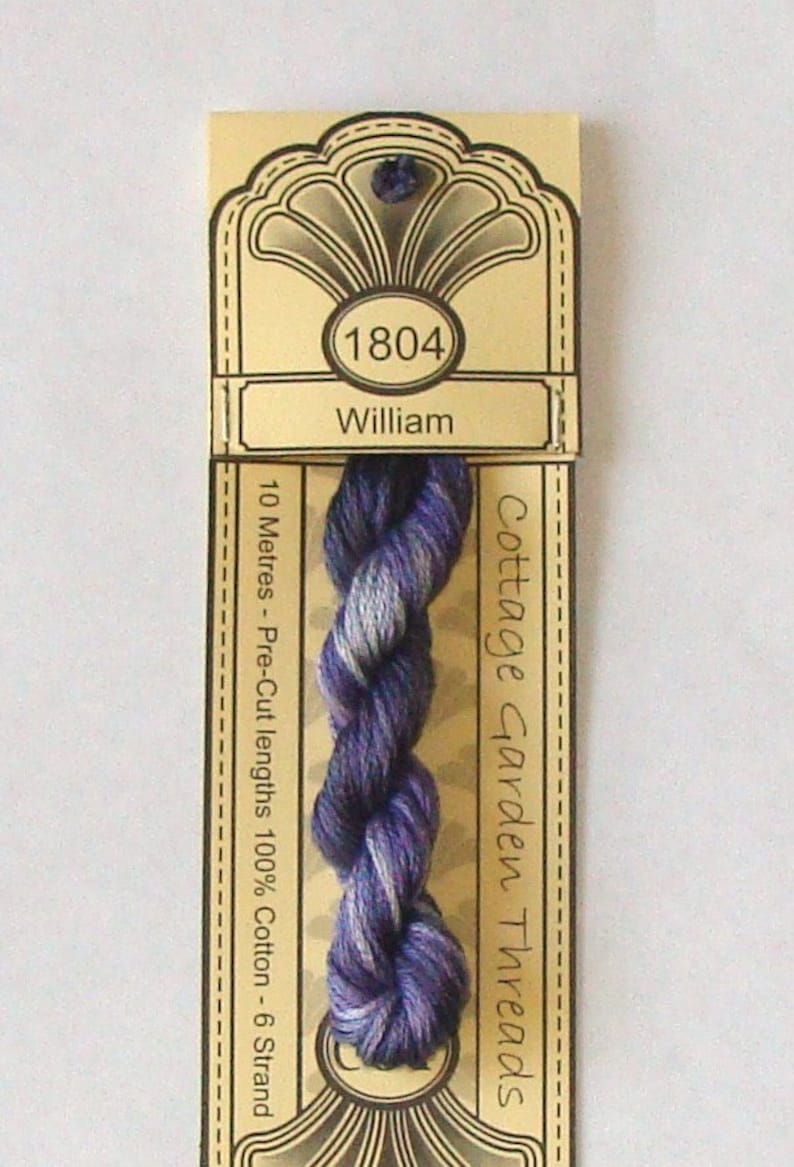 1804
William
10 Metres - Pre-Cut lengths 100% Cotton - 6 Strand
Cottage Garden Threads